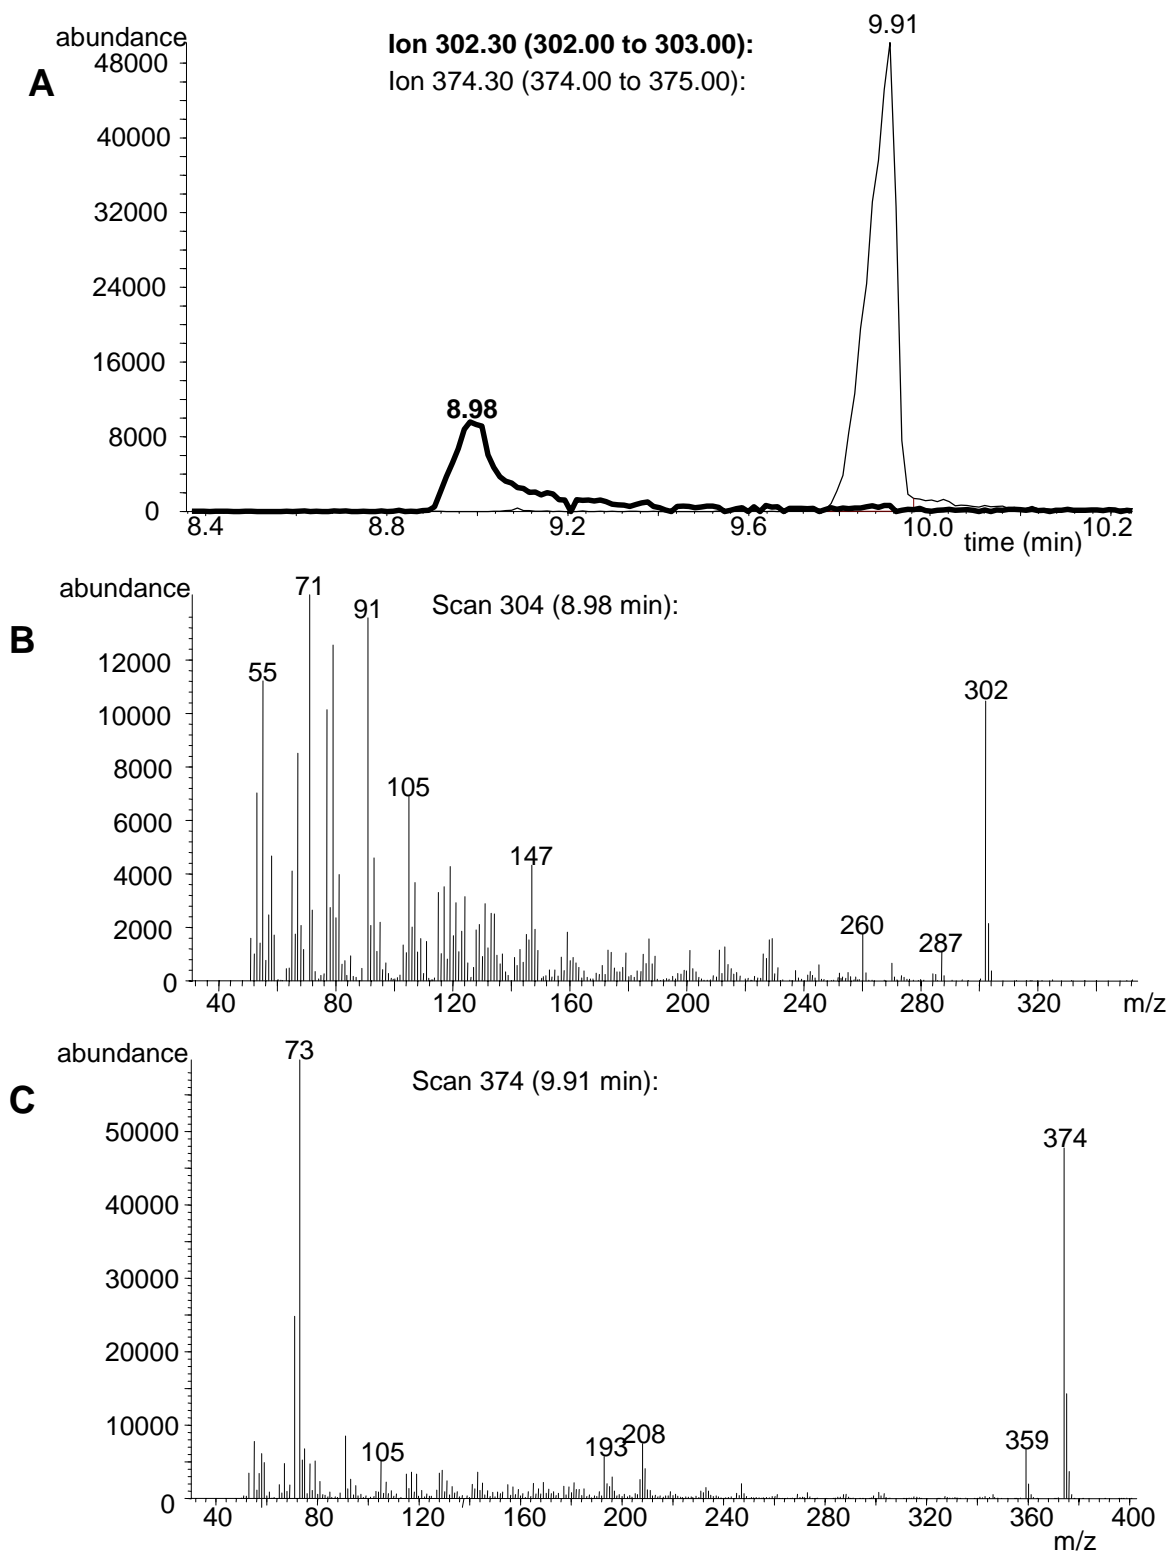 A
abundance
Ion 302.30 (302.00 to 303.00):
Ion 374.30 (374.00 to 375.00):
9.91
48000
40000
32000
24000
16000
8.98
8000
0
8.4 8.8 9.2 9.6 10.0 10.2
time (min)
B
abundance
Scan 304 (8.98 min):
71
91
55
302
12000
10000
105
8000
6000
147
4000
260
2000
287
0
40 80 120 160 200 240 280 320 m/z
C
abundance
73
Scan 374 (9.91 min):
50000
374
40000
30000
20000
10000
105
193
208
359
0
40 80 120 160 200 240 280 320 360 400
m/z